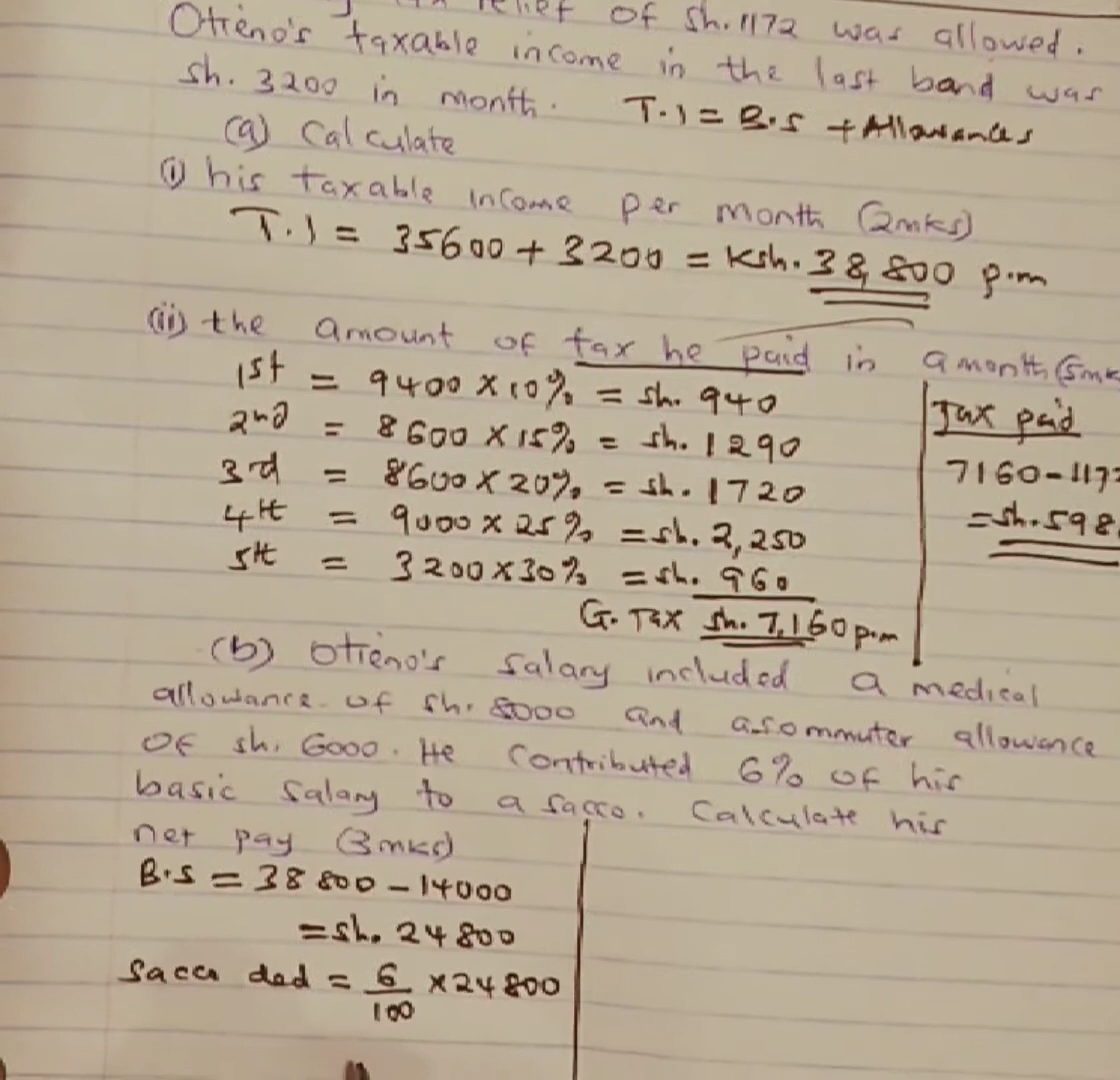 relief of Sh. 1172 was allowed.
Otieno's taxable income in the last band was
sh. 3200 in month. T.I = B.S + Allowances
(a) Calculate
(i) his taxable income per month (2mks)
T.I = 35600 + 3200 = Ksh. 38,800 p.m
(ii) the amount of tax he paid in a month (5mk
1st = 9400 x 10% = sh. 940
2nd = 8600 x 15% = sh. 1290
3rd = 8600 x 20% = sh. 1720
4th = 9000 x 25% = sh. 2,250
5th = 3200 x 30% = sh. 960
G. Tax sh. 7,160 p.m
Tax paid
7160 - 117
= sh. 598
(b) Otieno's salary included a medical
allowance of sh. 8000 and a commuter allowance
of sh. 6000. He contributed 6% of his
basic salary to a sacco. Calculate his
net pay (3mks)
B.S = 38 800 - 14000
= sh. 24 800
Sacco ded = 6/100 x 24 800